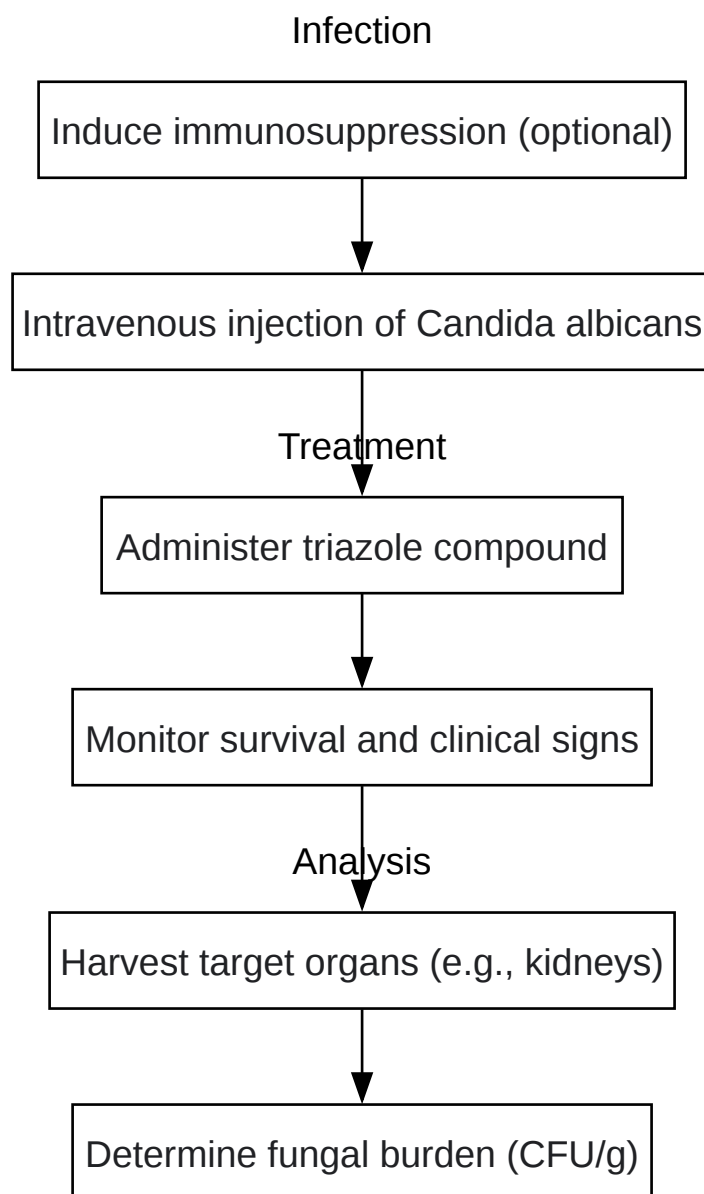 Infection
Induce immunosuppression (optional)
Intravenous injection of Candida albicans
Treatment
Administer triazole compound
Monitor survival and clinical signs
Analysis
Harvest target organs (e.g., kidneys)
Determine fungal burden (CFU/g)